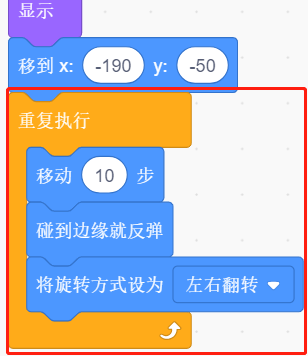 显示
移到 x: -190 y: -50
重复执行
移动 10 步
碰到边缘就反弹
将旋转方式设为 左右翻转